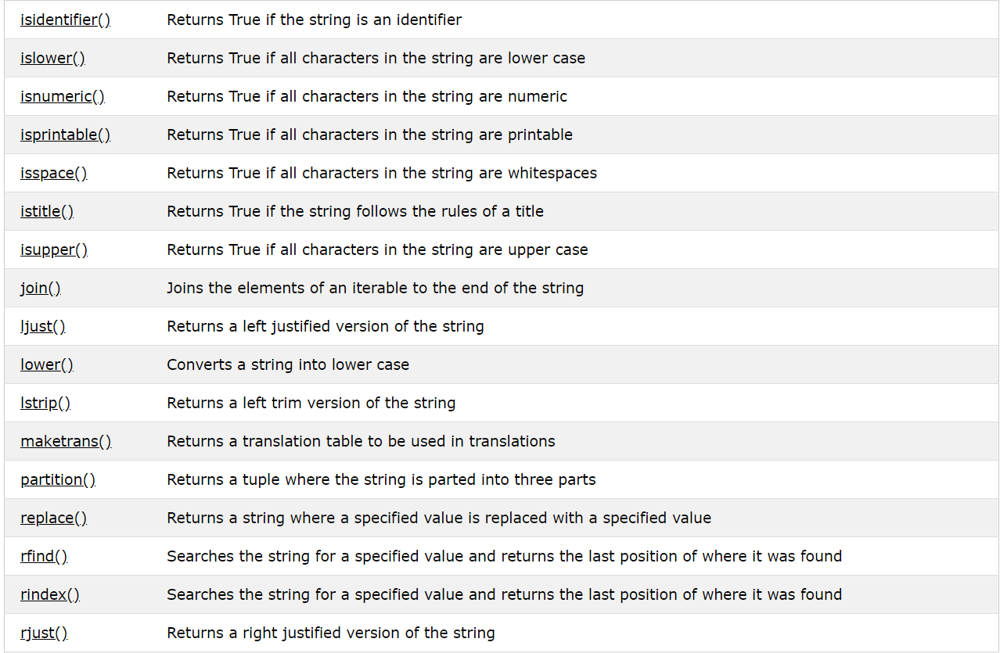 isidentifier() Returns True if the string is an identifier
islower() Returns True if all characters in the string are lower case
isnumeric() Returns True if all characters in the string are numeric
isprintable() Returns True if all characters in the string are printable
isspace() Returns True if all characters in the string are whitespaces
istitle() Returns True if the string follows the rules of a title
isupper() Returns True if all characters in the string are upper case
join() Joins the elements of an iterable to the end of the string
ljust() Returns a left justified version of the string
lower() Converts a string into lower case
lstrip() Returns a left trim version of the string
maketrans() Returns a translation table to be used in translations
partition() Returns a tuple where the string is parted into three parts
replace() Returns a string where a specified value is replaced with a specified value
rfind() Searches the string for a specified value and returns the last position of where it was found
rindex() Searches the string for a specified value and returns the last position of where it was found
rjust() Returns a right justified version of the string